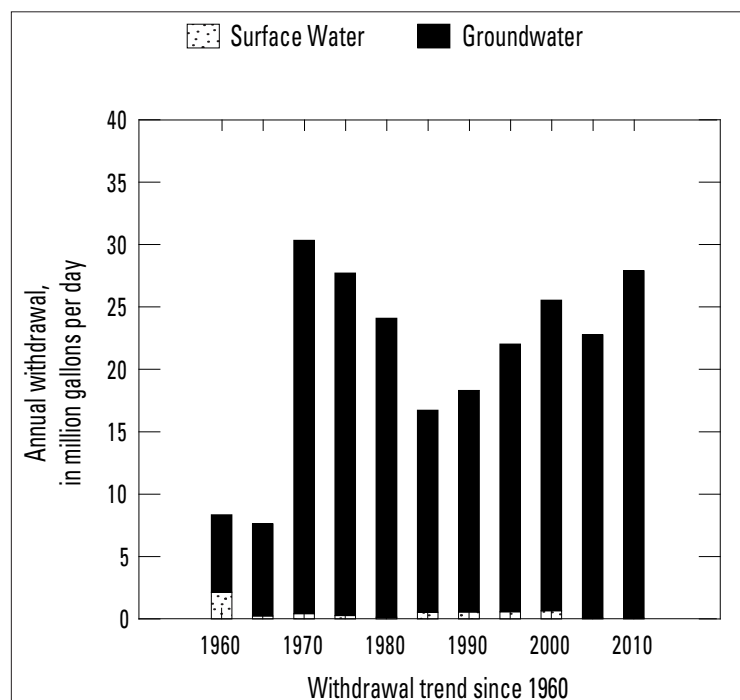 Surface Water Groundwater
40
35
30
25
20
15
10
5
0
Annual withdrawal,
in million gallons per day
1960 1970 1980 1990 2000 2010
Withdrawal trend since 1960